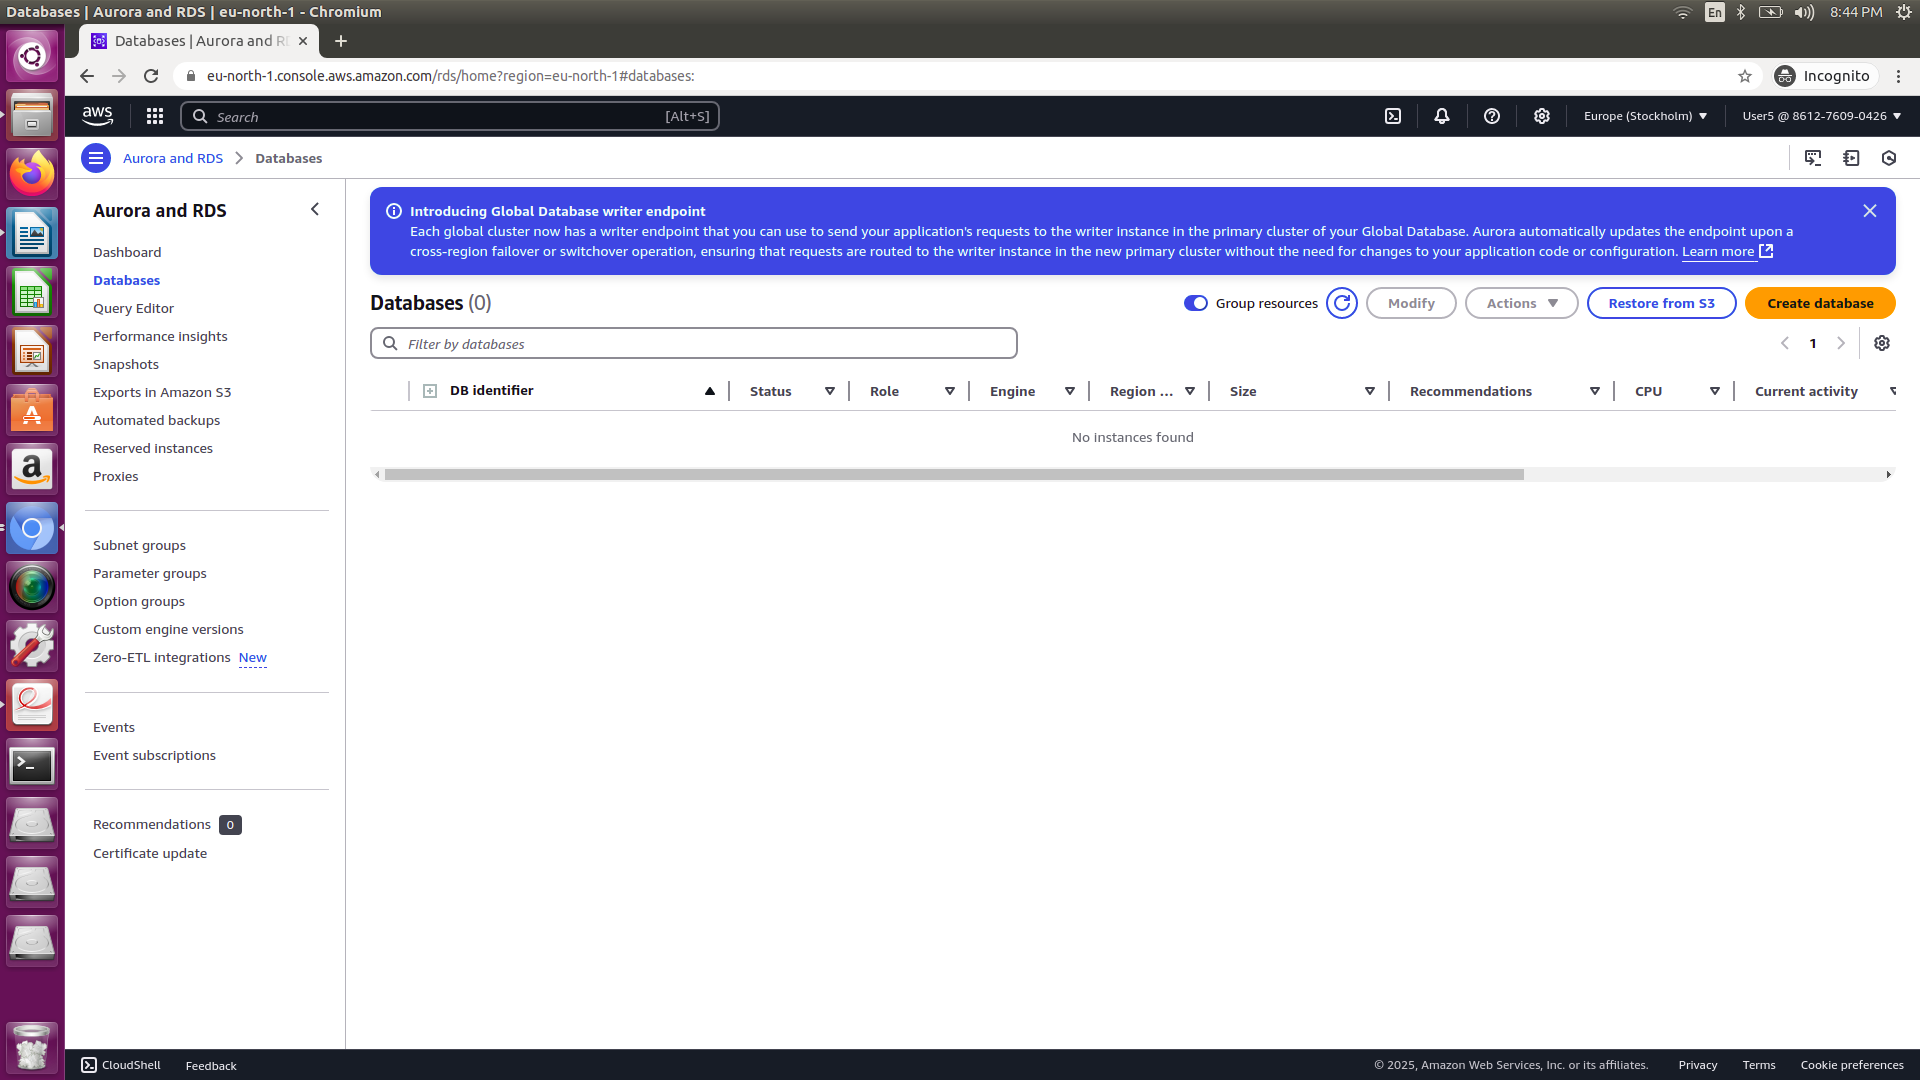 Databases | Aurora and RDS | eu-north-1 - Chromium
En
8:44 PM
Databases | Aurora and
eu-north-1.console.aws.amazon.com/rds/home?region=eu-north-1#databases:
Incognito
aws
Search
[Alt+S]
Europe (Stockholm)
User5 @ 8612-7609-0426
Aurora and RDS
Databases
Aurora and RDS
Dashboard
Databases
Query Editor
Performance insights
Snapshots
Exports in Amazon S3
Automated backups
Reserved instances
Proxies
Subnet groups
Parameter groups
Option groups
Custom engine versions
Zero-ETL integrations New
Events
Event subscriptions
Recommendations 0
Certificate update
Introducing Global Database writer endpoint
Each global cluster now has a writer endpoint that you can use to send your application's requests to the writer instance in the primary cluster of your Global Database. Aurora automatically updates the endpoint upon a
cross-region failover or switchover operation, ensuring that requests are routed to the writer instance in the new primary cluster without the need for changes to your application code or configuration. Learn more
Databases (0)
Group resources
Modify
Actions
Restore from S3
Create database
Filter by databases
1
DB identifier
Status
Role
Engine
Region ...
Size
Recommendations
CPU
Current activity
No instances found
CloudShell
Feedback
© 2025, Amazon Web Services, Inc. or its affiliates.
Privacy
Terms
Cookie preferences